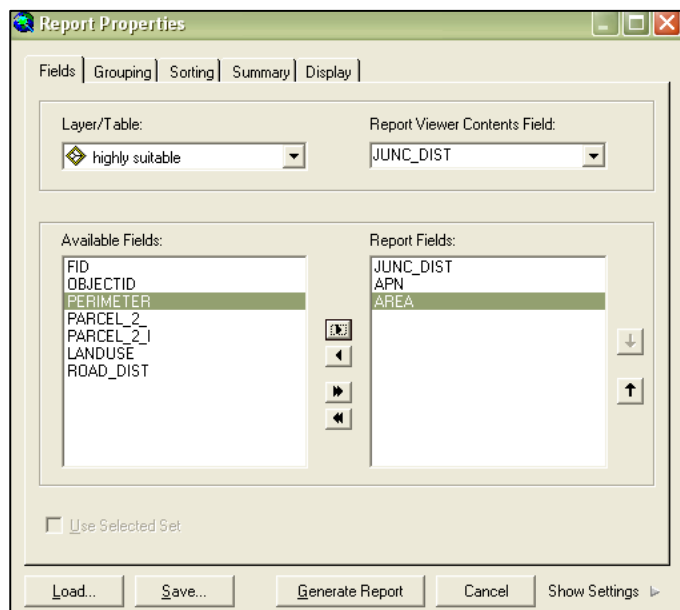 Report Properties
Fields Grouping Sorting Summary Display
Layer/Table:
highly suitable
Report Viewer Contents Field:
JUNC_DIST
Available Fields:
FID
OBJECTID
PERIMETER
PARCEL_2_
PARCEL_2_I
LANDUSE
ROAD_DIST
Report Fields:
JUNC_DIST
APN
AREA
Use Selected Set
Load... Save... Generate Report Cancel Show Settings